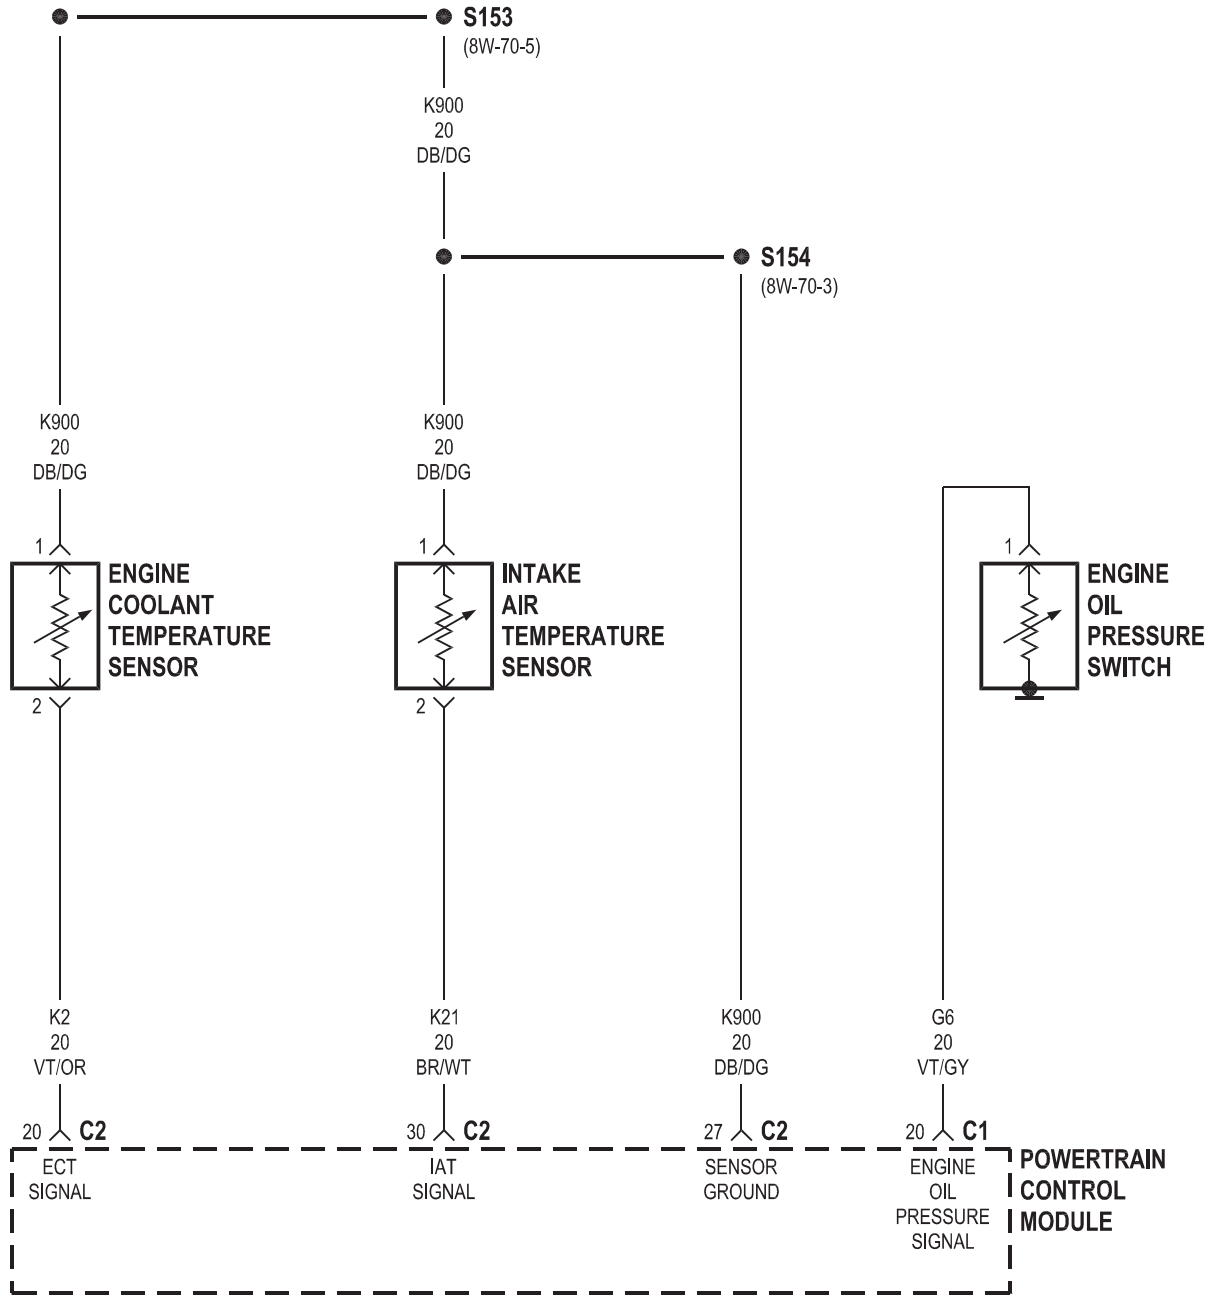 S153
(8W-70-5)
K900
20
DB/DG
S154
(8W-70-3)
K900
20
DB/DG
K900
20
DB/DG
1
ENGINE
COOLANT
TEMPERATURE
SENSOR
2
1
INTAKE
AIR
TEMPERATURE
SENSOR
2
1
ENGINE
OIL
PRESSURE
SWITCH
K2
20
VT/OR
K21
20
BR/WT
K900
20
DB/DG
G6
20
VT/GY
20 C2
30 C2
27 C2
20 C1
ECT
SIGNAL
IAT
SIGNAL
SENSOR
GROUND
ENGINE
OIL
PRESSURE
SIGNAL
POWERTRAIN
CONTROL
MODULE